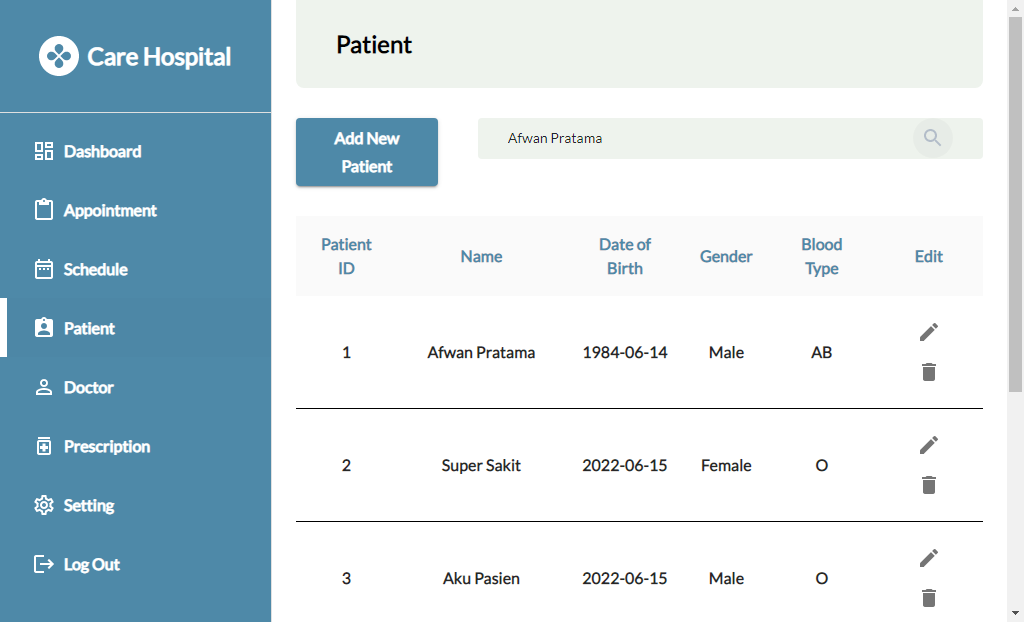 Care Hospital
Dashboard
Appointment
Schedule
Patient
Doctor
Prescription
Setting
Log Out
Patient
Add New
Patient
Afwan Pratama
Patient ID Name Date of Birth Gender Blood Type Edit
1 Afwan Pratama 1984-06-14 Male AB
2 Super Sakit 2022-06-15 Female O
3 Aku Pasien 2022-06-15 Male O